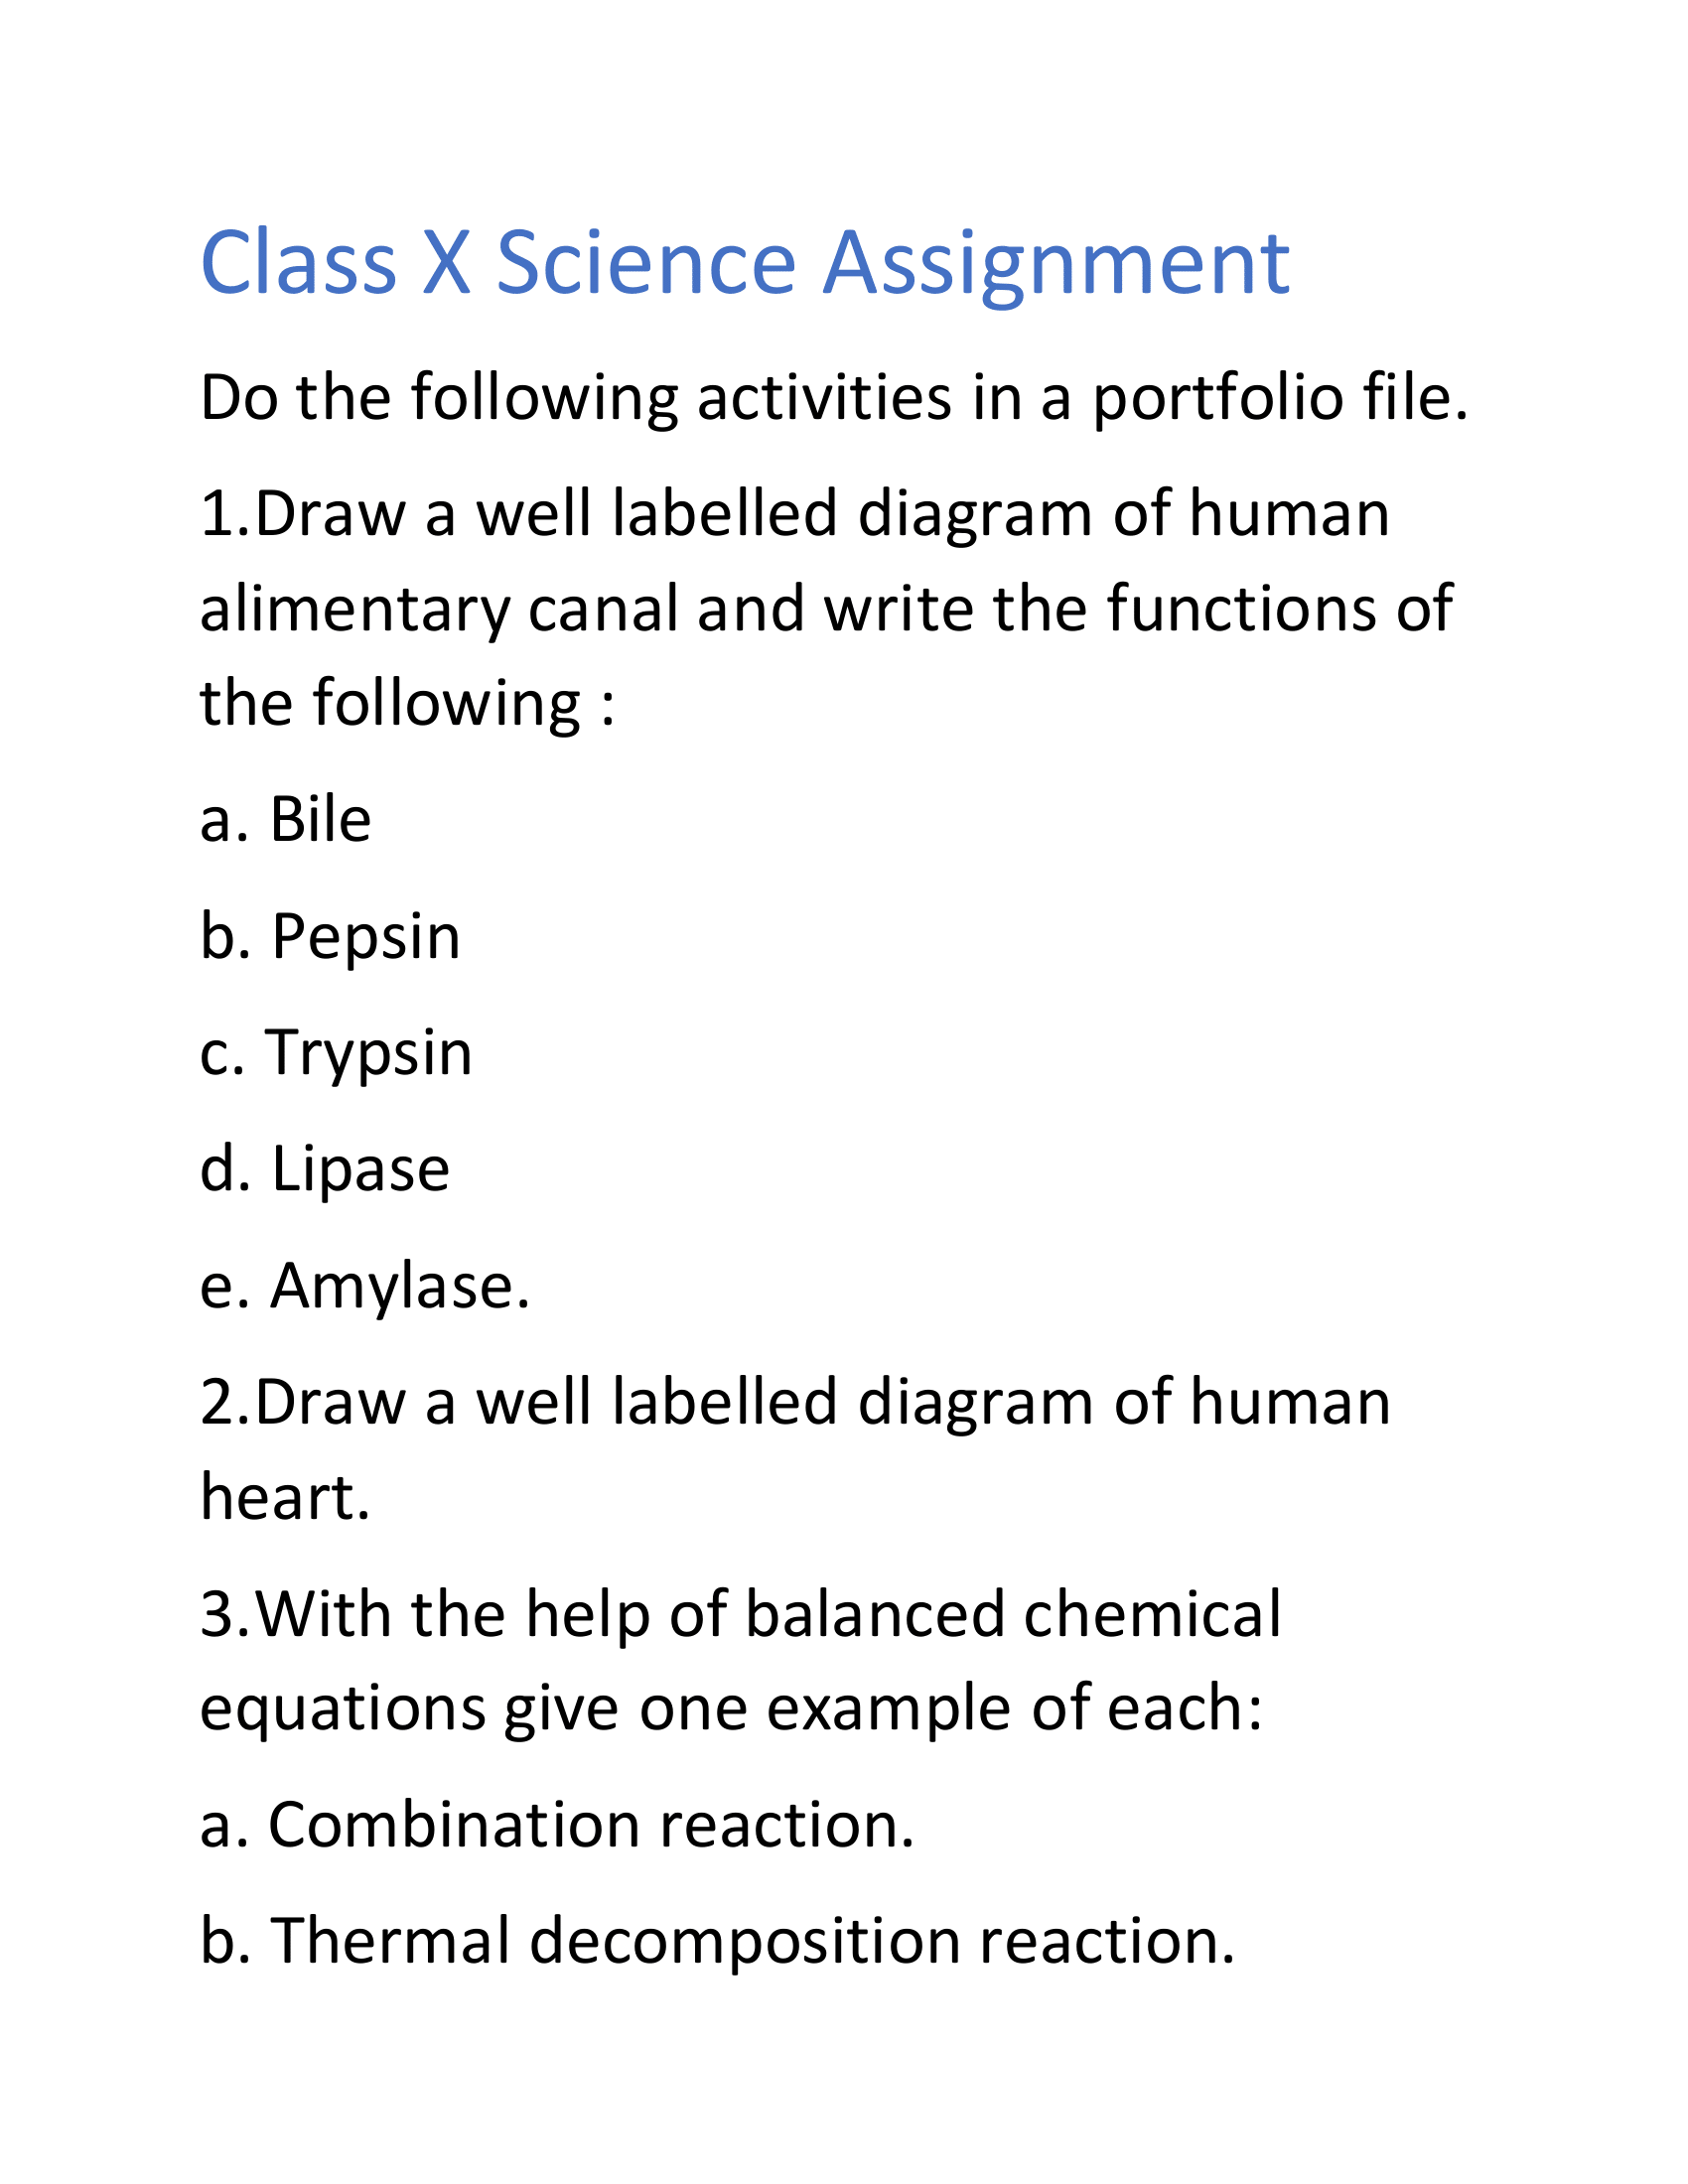 Class X Science Assignment
Do the following activities in a portfolio file.
1.Draw a well labelled diagram of human
alimentary canal and write the functions of
the following :
a. Bile
b. Pepsin
c. Trypsin
d. Lipase
e. Amylase.
2.Draw a well labelled diagram of human
heart.
3.With the help of balanced chemical
equations give one example of each:
a. Combination reaction.
b. Thermal decomposition reaction.